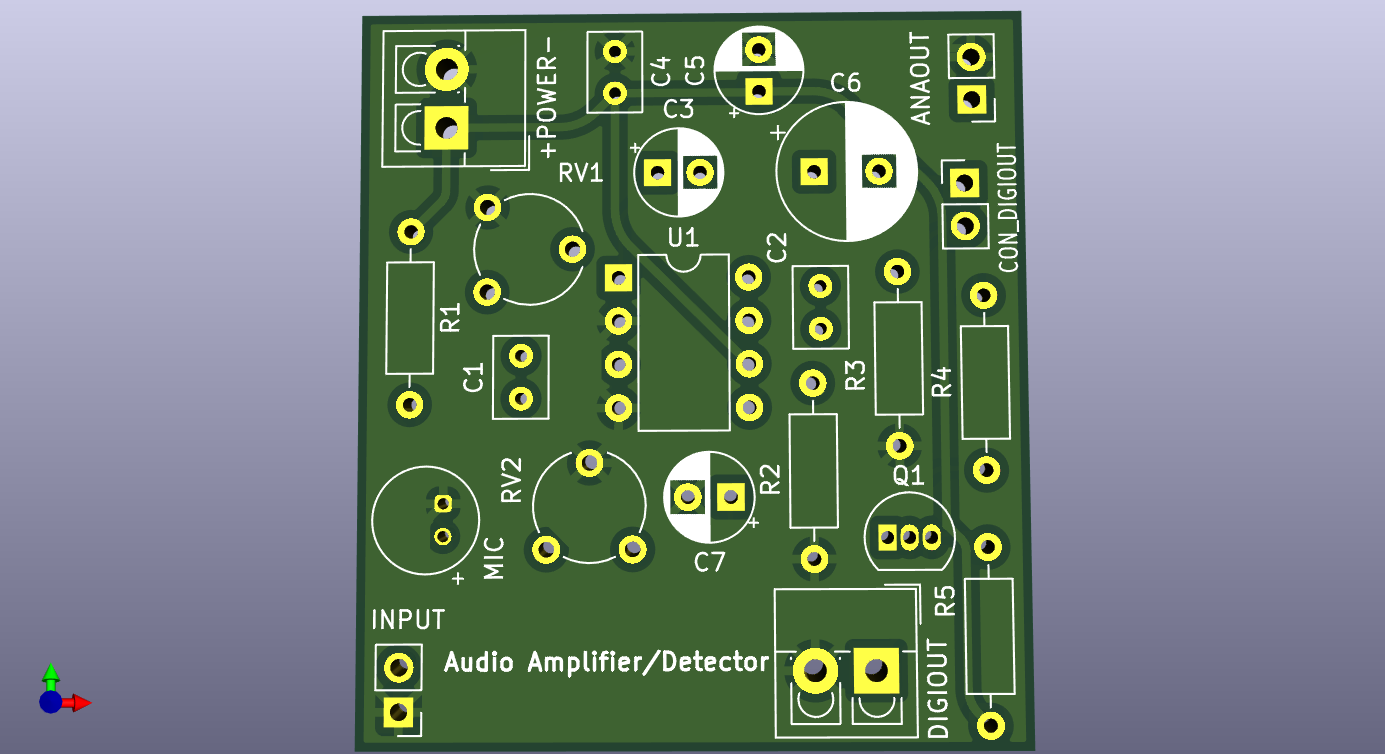 +POWER-
C4
C5
+
C3
+
C6
+
ANAOUT
CON_DIGIOUT
RV1
U1
C2
R1
C1
R3
R4
RV2
R2
Q1
C7
+
MIC
+
INPUT
R5
Audio Amplifier/Detector
DIGIOUT